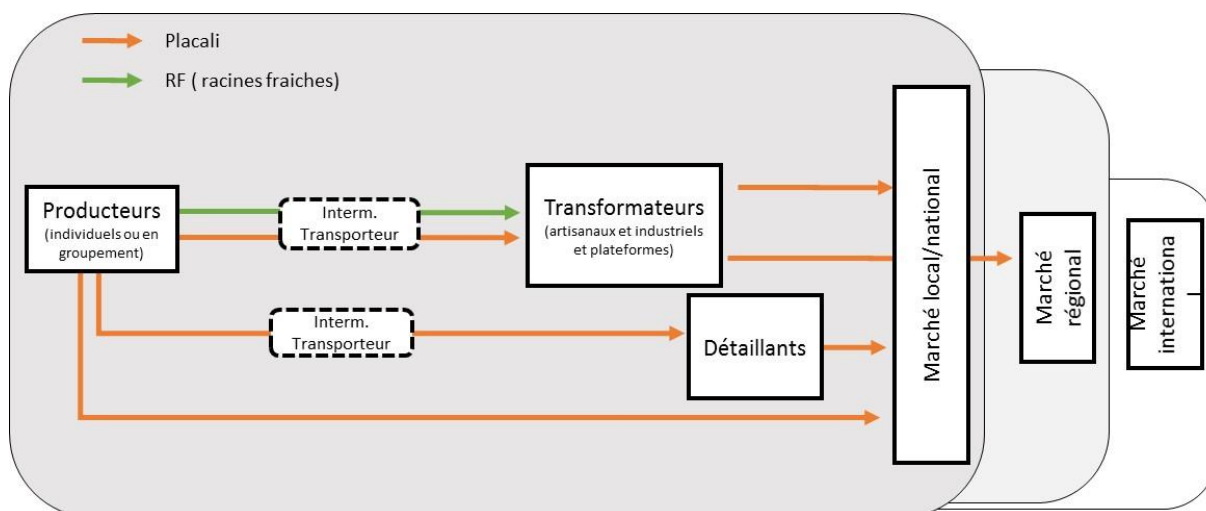 Placali
RF ( racines fraiches)
Producteurs
(individuels ou en
groupement)
Interm.
Transporteur
Transformateurs
(artisanaux et industriels
et plateformes)
Interm.
Transporteur
Détaillants
Marché local/national
Marché
régional
Marché
internationa
l